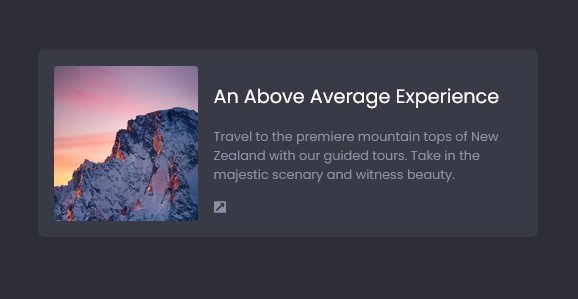 An Above Average Experience
Travel to the premiere mountain tops of New
Zealand with our guided tours. Take in the
majestic scenary and witness beauty.